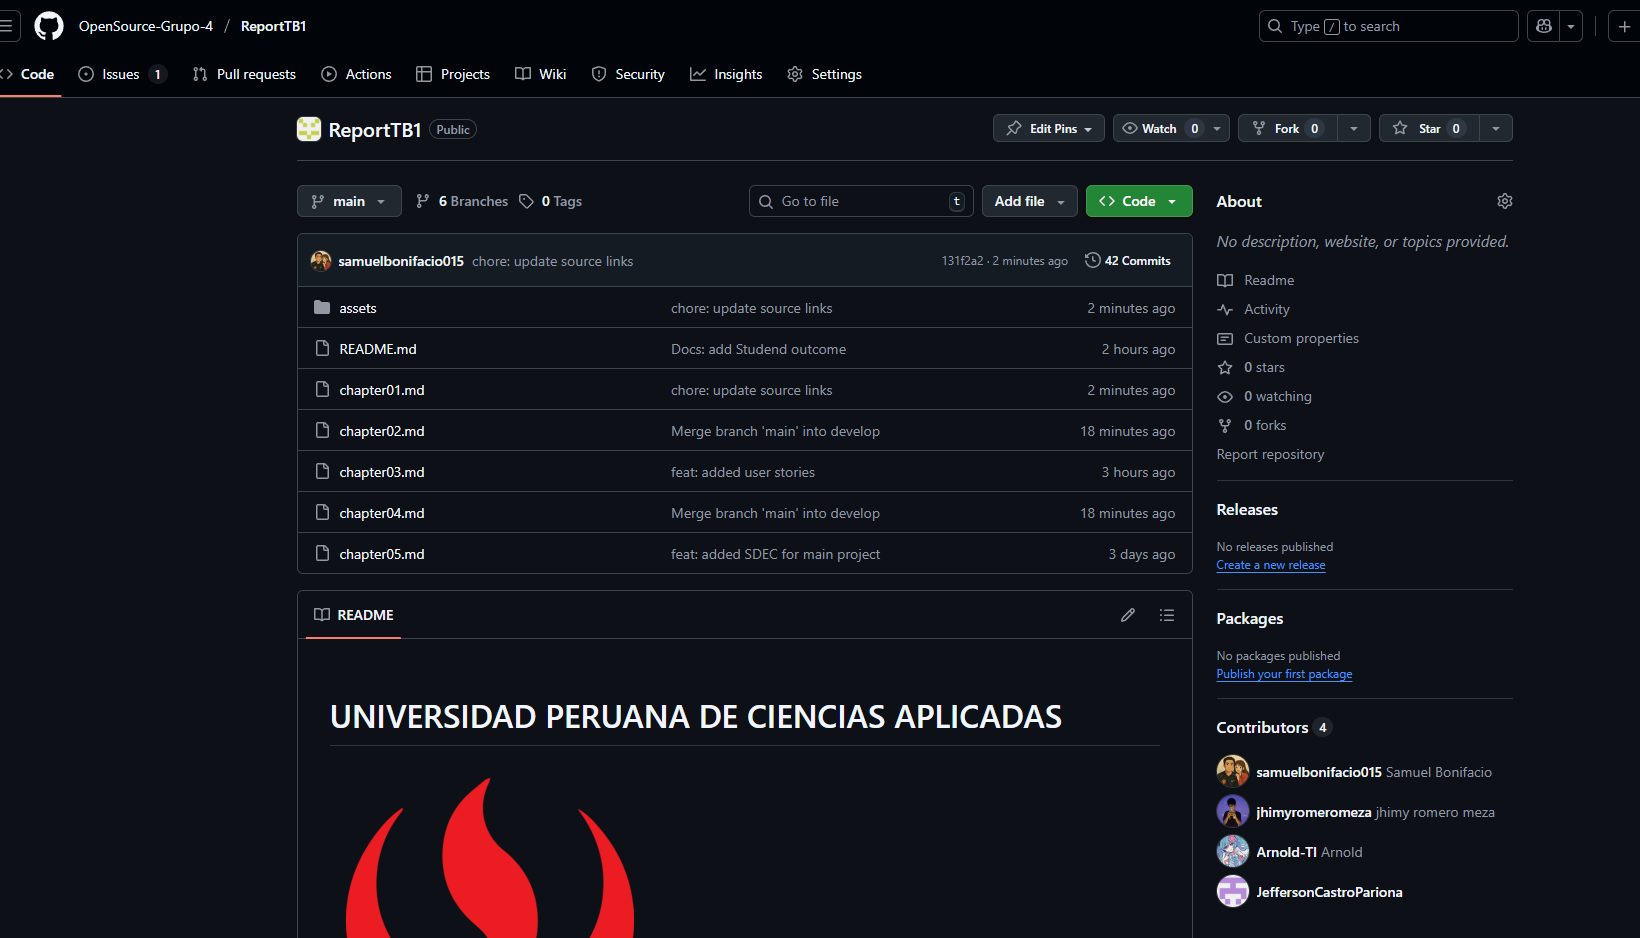 OpenSource-Grupo-4 / ReportTB1
Type / to search
Code
Issues 1
Pull requests
Actions
Projects
Wiki
Security
Insights
Settings
ReportTB1 Public
Edit Pins
Watch 0
Fork 0
Star 0
main
6 Branches
0 Tags
Go to file t
Add file
Code
samuelbonifacio015 chore: update source links 131f2a2 · 2 minutes ago 42 Commits
assets chore: update source links 2 minutes ago
README.md Docs: add Studend outcome 2 hours ago
chapter01.md chore: update source links 2 minutes ago
chapter02.md Merge branch 'main' into develop 18 minutes ago
chapter03.md feat: added user stories 3 hours ago
chapter04.md Merge branch 'main' into develop 18 minutes ago
chapter05.md feat: added SDEC for main project 3 days ago
README
UNIVERSIDAD PERUANA DE CIENCIAS APLICADAS
About
No description, website, or topics provided.
Readme
Activity
Custom properties
0 stars
0 watching
0 forks
Report repository
Releases
No releases published
Create a new release
Packages
No packages published
Publish your first package
Contributors 4
samuelbonifacio015 Samuel Bonifacio
jhimyromeromeza jhimy romero meza
Arnold-TI Arnold
JeffersonCastroPariona